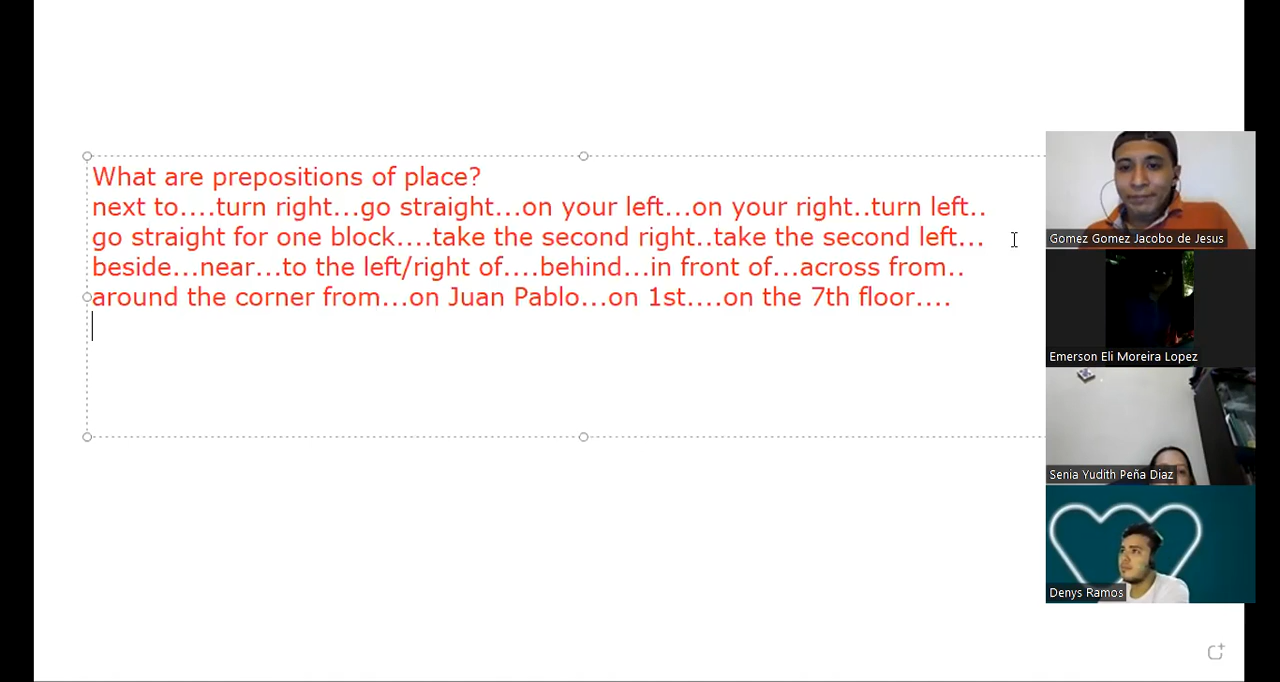 What are prepositions of place?
next to....turn right...go straight...on your left...on your right..turn left..
go straight for one block....take the second right..take the second left...
beside...near...to the left/right of....behind...in front of...across from..
around the corner from...on Juan Pablo...on 1st....on the 7th floor....
Gomez Gomez Jacobo de Jesus
Emerson Eli Moreira Lopez
Senia Yudith Peña Diaz
Denys Ramos